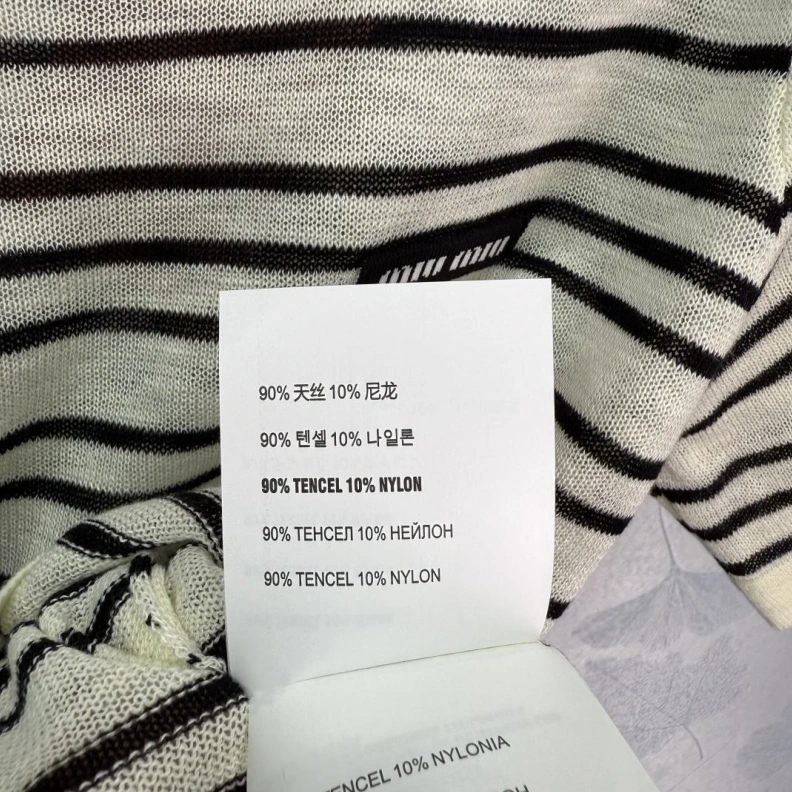 miu miu
90% 天丝 10% 尼龙
90% 텐셀 10% 나일론
90% TENCEL 10% NYLON
90% ТЕНСЕЛ 10% НЕЙЛОН
90% TENCEL 10% NYLON
TENCEL 10% NYLONIA